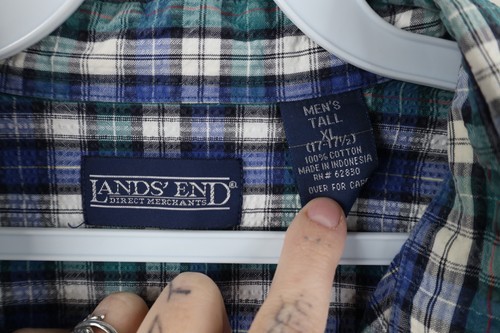 MEN'S
TALL
XL
(17-17½)
100% COTTON
MADE IN INDONESIA
RN# 62830
OVER FOR CARE
LANDS' END®
DIRECT MERCHANTS